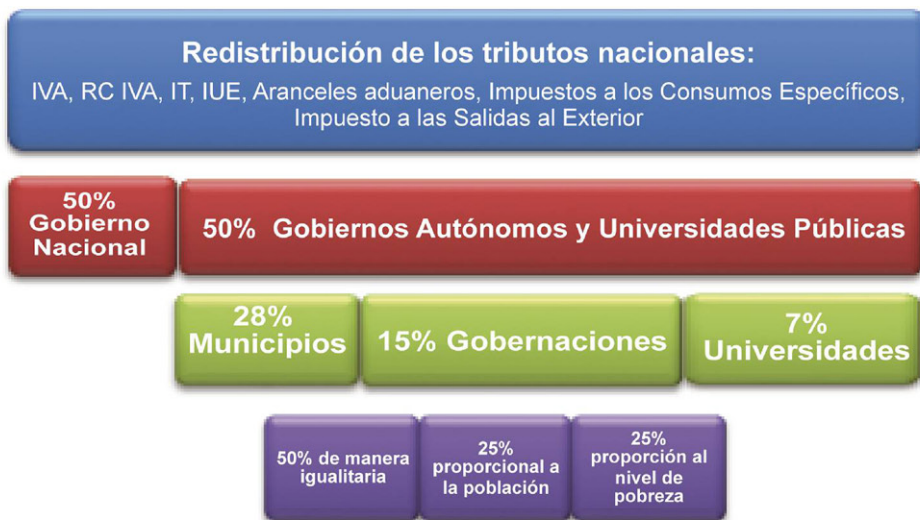 Redistribución de los tributos nacionales:
IVA, RC IVA, IT, IUE, Aranceles aduaneros, Impuestos a los Consumos Específicos,
Impuesto a las Salidas al Exterior
50%
Gobierno
Nacional
50% Gobiernos Autónomos y Universidades Públicas
28%
Municipios
15% Gobernaciones
7%
Universidades
50% de manera
igualitaria
25%
proporcional a
la población
25%
proporción al
nivel de
pobreza